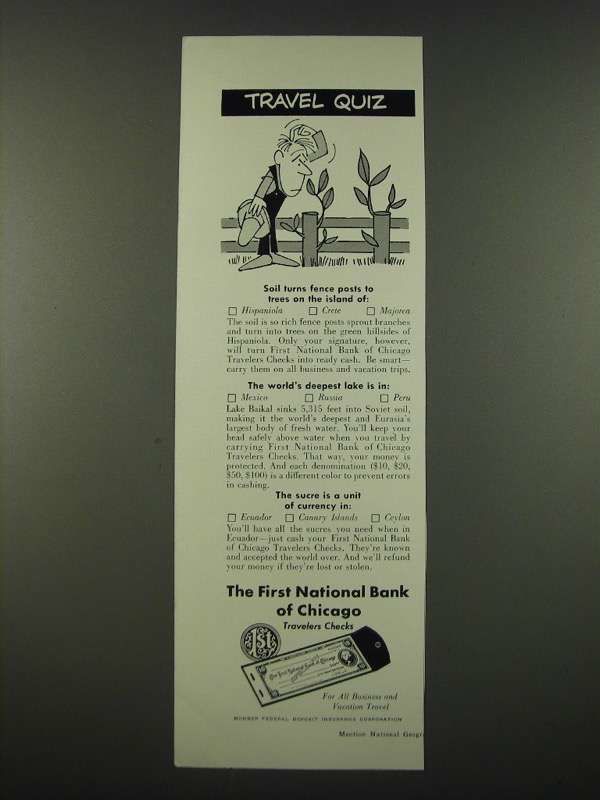 TRAVEL QUIZ
Soil turns fence posts to
trees on the island of:
☐ Hispaniola ☐ Crete ☐ Majorca
The soil is so rich fence posts sprout branches
and turn into trees on the green hillsides of
Hispaniola. Only your signature, however,
will turn First National Bank of Chicago
Travelers Checks into ready cash. Be smart—
carry them on all business and vacation trips.
The world's deepest lake is in:
☐ Mexico ☐ Russia ☐ Peru
Lake Baikal sinks 5,315 feet into Soviet soil,
making it the world's deepest and Eurasia's
largest body of fresh water. You'll keep your
head safely above water when you travel by
carrying First National Bank of Chicago
Travelers Checks. That way, your money is
protected. And each denomination ($10, $20,
$50, $100) is a different color to prevent errors
in cashing.
The sucre is a unit
of currency in:
☐ Ecuador ☐ Canary Islands ☐ Ceylon
You'll have all the sucres you need when in
Ecuador—just cash your First National Bank
of Chicago Travelers Checks. They're known
and accepted the world over. And we'll refund
your money if they're lost or stolen.
The First National Bank
of Chicago
Travelers Checks
1st
The First National Bank of Chicago
For All Business and
Vacation Travel
MEMBER FEDERAL DEPOSIT INSURANCE CORPORATION
Mention National Geogr